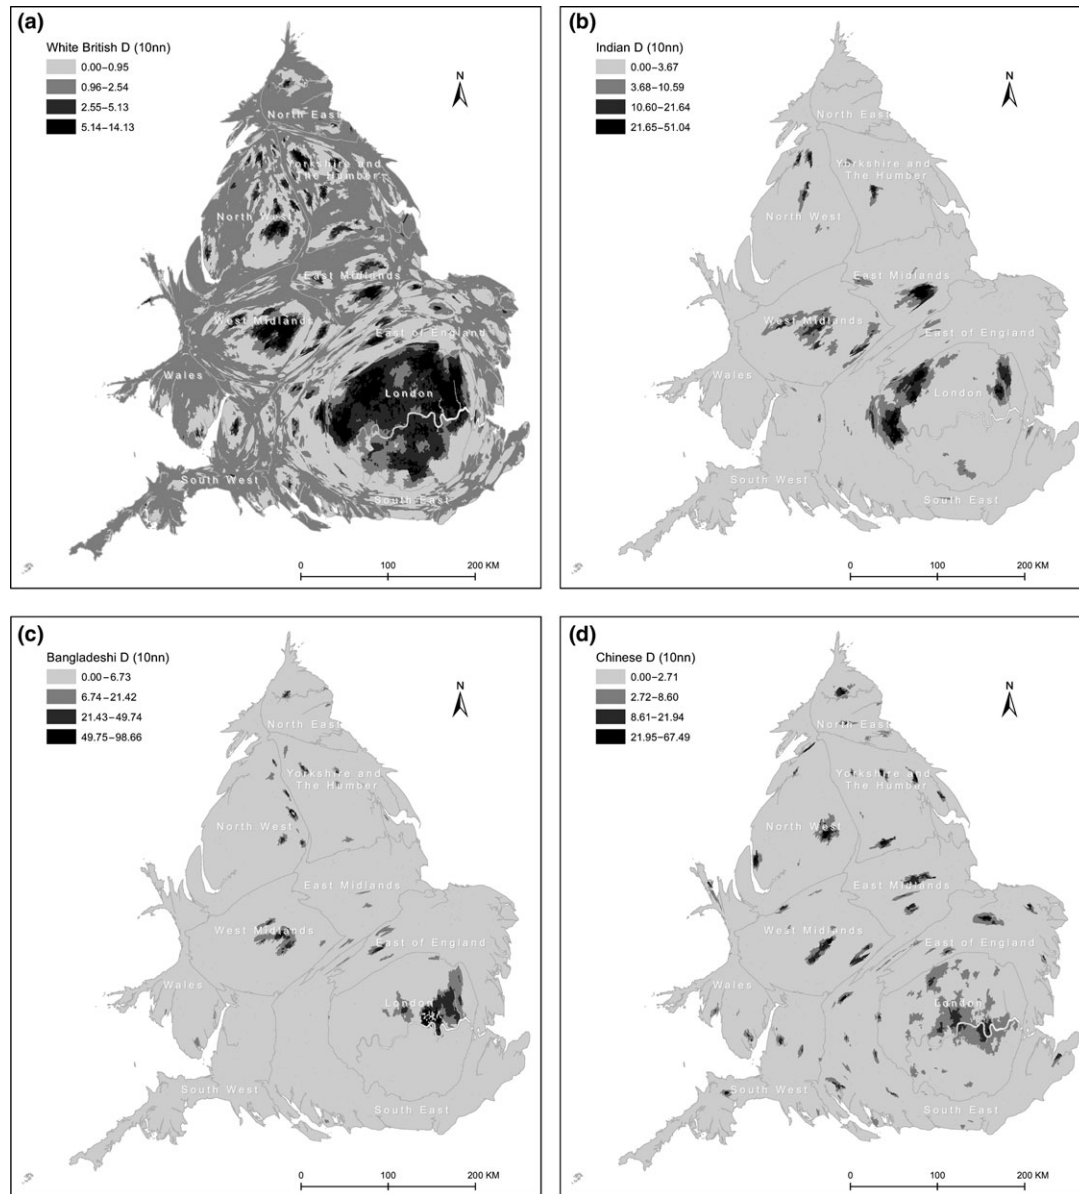 (a)
White British D (10nn)
0.00–0.95
0.96–2.54
2.55–5.13
5.14–14.13
N
North East
Yorkshire and
The Humber
North West
East Midlands
West Midlands
East of England
Wales
London
South West
South East
0 100 200 KM
(b)
Indian D (10nn)
0.00–3.67
3.68–10.59
10.60–21.64
21.65–51.04
N
North East
Yorkshire and
The Humber
North West
East Midlands
West Midlands
East of England
Wales
London
South West
South East
0 100 200 KM
(c)
Bangladeshi D (10nn)
0.00–6.73
6.74–21.42
21.43–49.74
49.75–98.66
N
North East
Yorkshire and
The Humber
North West
East Midlands
West Midlands
East of England
Wales
London
South West
South East
0 100 200 KM
(d)
Chinese D (10nn)
0.00–2.71
2.72–8.60
8.61–21.94
21.95–67.49
N
North East
Yorkshire and
The Humber
North West
East Midlands
West Midlands
East of England
Wales
London
South West
South East
0 100 200 KM